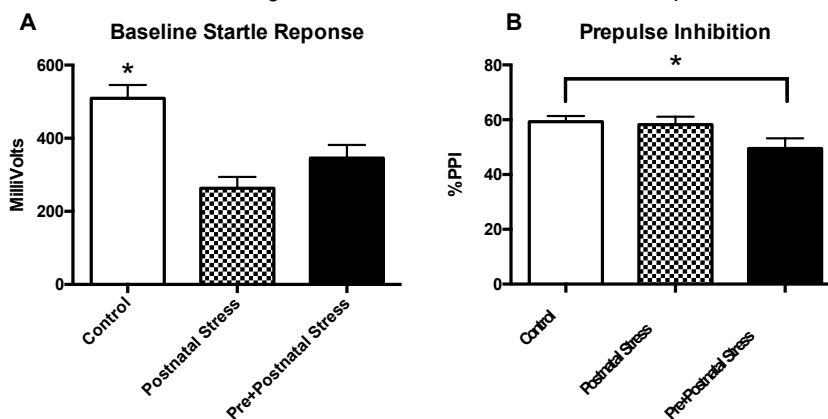 A
Baseline Startle Reponse
*
600
400
200
0
MilliVolts
Control
Postnatal Stress
Pre+Postnatal Stress
B
Prepulse Inhibition
*
80
60
40
20
0
%PPI
Control
Postnatal Stress
Pre+Postnatal Stress